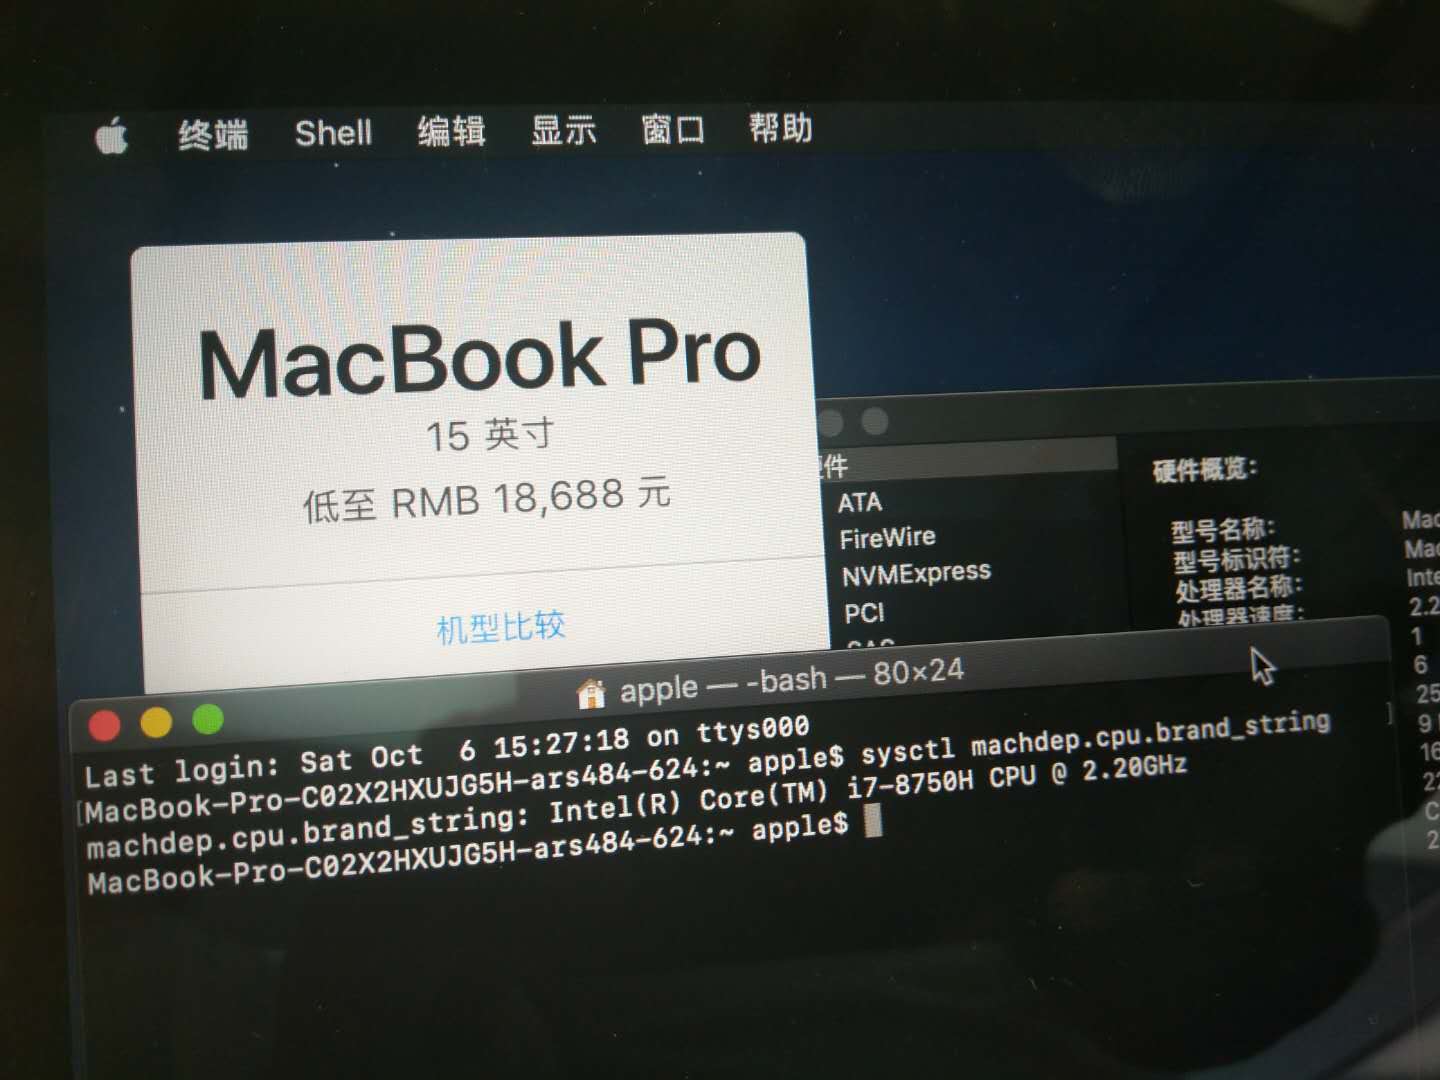 终端 Shell 编辑 显示 窗口 帮助
MacBook Pro
15 英寸
低至 RMB 18,688 元
机型比较
件
ATA
FireWire
NVMExpress
PCI
硬件概览:
型号名称:
型号标识符:
处理器名称:
处理器速度:
Mac
Mac
Inte
2.2
1
6
25
9
16
22
C
2
apple — -bash — 80×24
Last login: Sat Oct  6 15:27:18 on ttys000
[MacBook-Pro-C02X2HXUJG5H-ars484-624:~ apple$ sysctl machdep.cpu.brand_string ]
machdep.cpu.brand_string: Intel(R) Core(TM) i7-8750H CPU @ 2.20GHz
MacBook-Pro-C02X2HXUJG5H-ars484-624:~ apple$